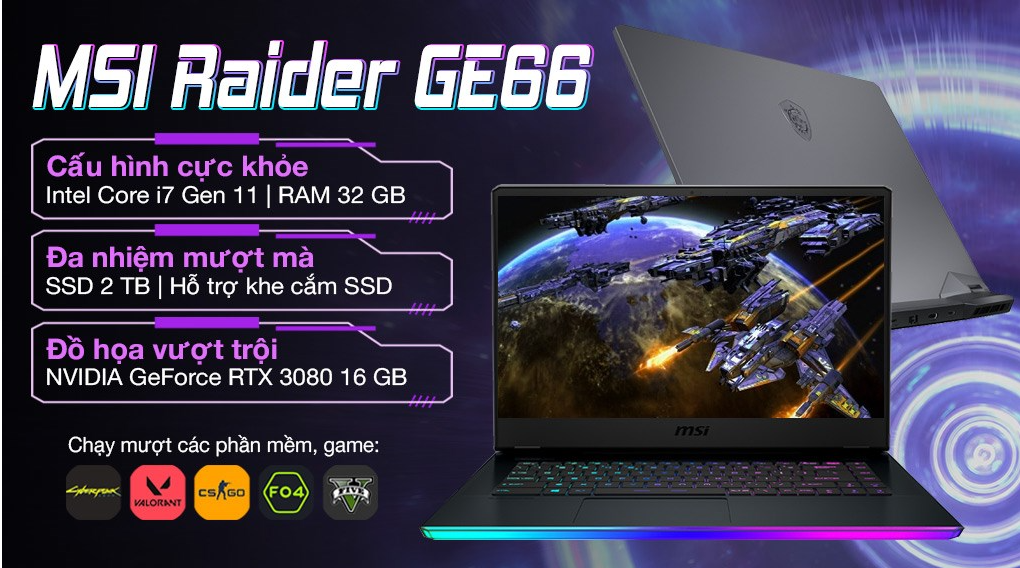 MSI Raider GE66
Cấu hình cực khỏe
Intel Core i7 Gen 11 | RAM 32 GB
Đa nhiệm mượt mà
SSD 2 TB | Hỗ trợ khe cắm SSD
Đồ họa vượt trội
NVIDIA GeForce RTX 3080 16 GB
Chạy mượt các phần mềm, game:
Cyberpunk
VALORANT
CS:GO
FO4
V
FIVE
msi